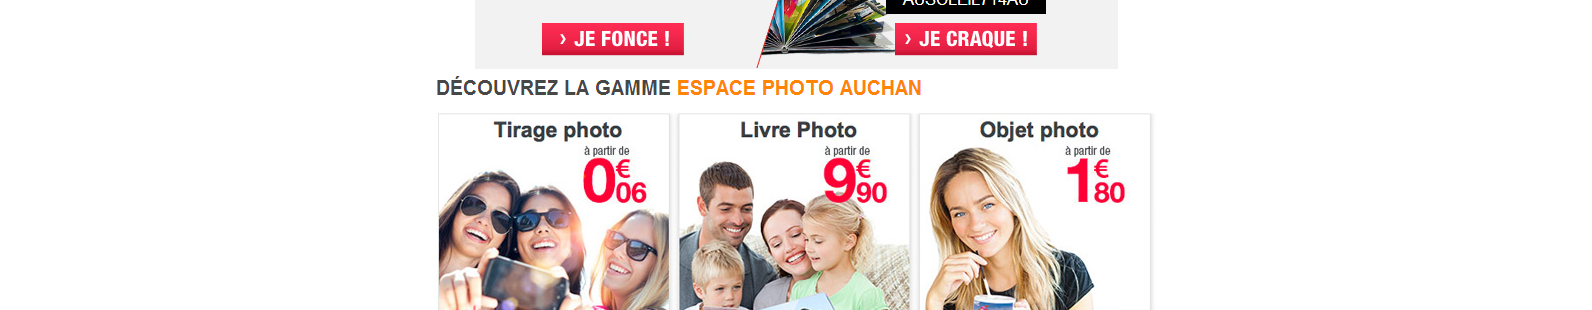 AUSOLEIL714AU
› JE FONCE !
› JE CRAQUE !
DÉCOUVREZ LA GAMME ESPACE PHOTO AUCHAN
Tirage photo
à partir de
0€06
Livre Photo
à partir de
9€90
Objet photo
à partir de
1€80